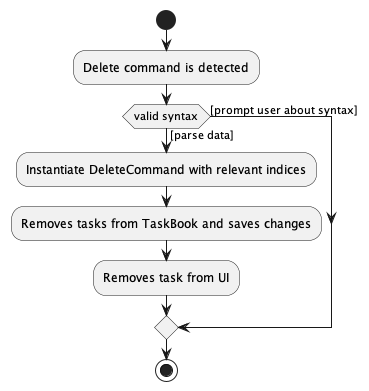 Delete command is detected
valid syntax
[prompt user about syntax]
[parse data]
Instantiate DeleteCommand with relevant indices
Removes tasks from TaskBook and saves changes
Removes task from UI